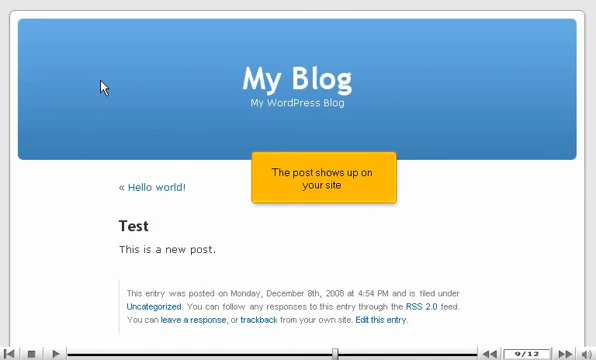 My Blog
My WordPress Blog
The post shows up on
your site
« Hello world!
Test
This is a new post.
This entry was posted on Monday, December 8th, 2008 at 4:54 PM and is filed under
Uncategorized. You can follow any responses to this entry through the RSS 2.0 feed.
You can leave a response, or trackback from your own site. Edit this entry.
9/12